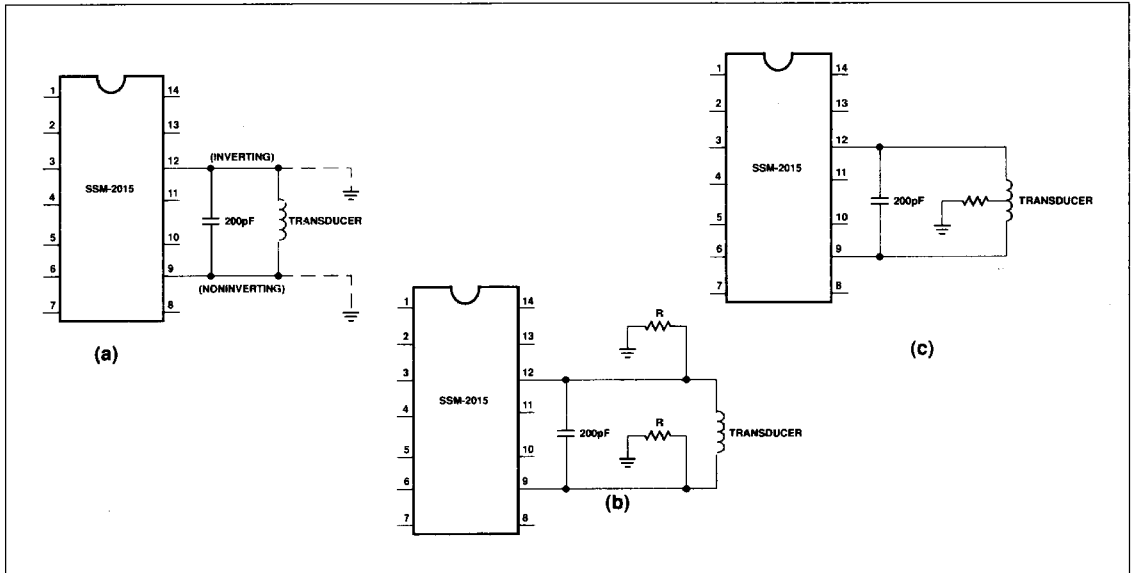 1
2
3
4
5
6
7
14
13
12
11
10
9
8
SSM-2015
(INVERTING)
200pF
TRANSDUCER
(NONINVERTING)
(a)
1
2
3
4
5
6
7
14
13
12
11
10
9
8
SSM-2015
R
200pF
R
TRANSDUCER
(b)
1
2
3
4
5
6
7
14
13
12
11
10
9
8
SSM-2015
200pF
TRANSDUCER
(c)